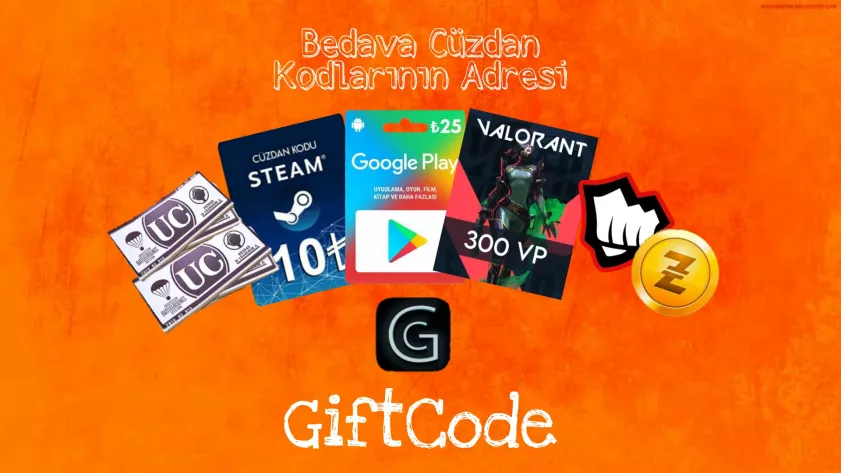 Bedava Cüzdan
Kodlarının Adresi
UC
UC
CÜZDAN KODU
STEAM®
10₺
₺25
Google Play
UYGULAMA, OYUN, FİLM,
KİTAP VE DAHA FAZLASI
VALORANT
300 VP
G
GiftCode